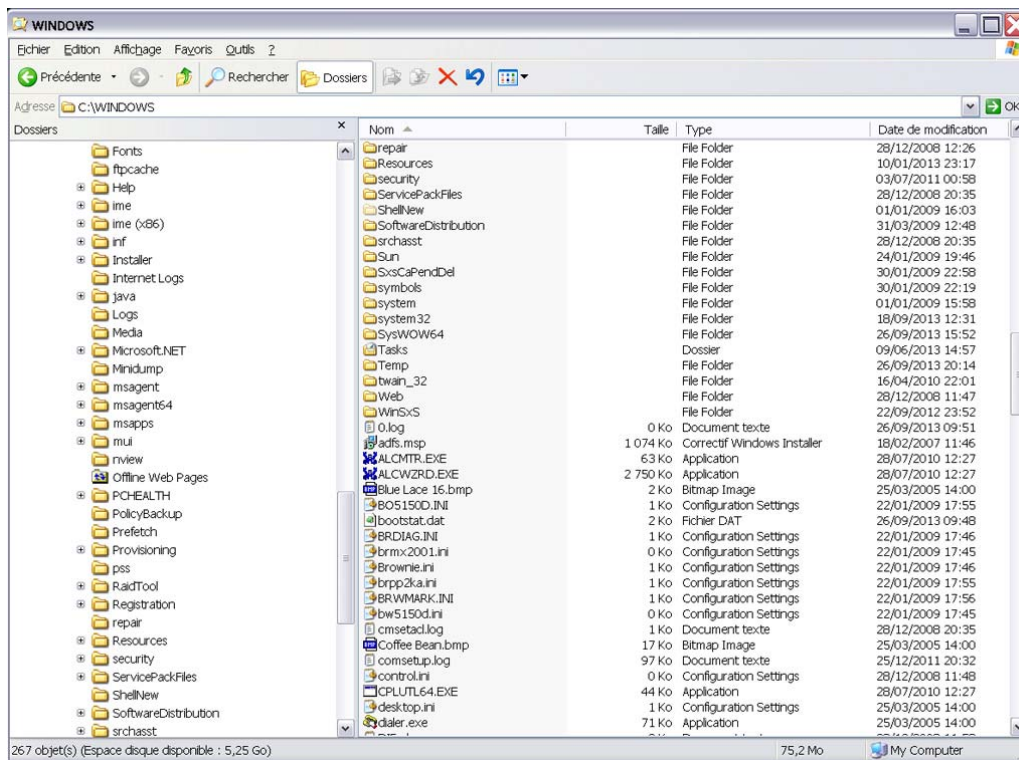 WINDOWS
Fichier Edition Affichage Favoris Outils ?
Précédente Rechercher Dossiers
Adresse C:\WINDOWS OK
Dossiers x
Fonts
ftpcache
Help
ime
ime (x86)
inf
Installer
Internet Logs
java
Logs
Media
Microsoft.NET
Minidump
msagent
msagent64
msapps
mui
nview
Offline Web Pages
PCHEALTH
PolicyBackup
Prefetch
Provisioning
pss
RaidTool
Registration
repair
Resources
security
ServicePackFiles
ShellNew
SoftwareDistribution
srchasst
Nom Taille Type Date de modification
repair File Folder 28/12/2008 12:26
Resources File Folder 10/01/2013 23:17
security File Folder 03/07/2011 00:58
ServicePackFiles File Folder 28/12/2008 20:35
ShellNew File Folder 01/01/2009 16:03
SoftwareDistribution File Folder 31/03/2009 12:48
srchasst File Folder 28/12/2008 20:35
Sun File Folder 24/01/2009 19:46
SxsCaPendDel File Folder 30/01/2009 22:58
symbols File Folder 30/01/2009 22:19
system File Folder 01/01/2009 15:58
system32 File Folder 18/09/2013 12:31
SysWOW64 File Folder 26/09/2013 15:52
Tasks Dossier 09/06/2013 14:57
Temp File Folder 26/09/2013 20:14
twain_32 File Folder 16/04/2010 22:01
Web File Folder 28/12/2008 11:47
WinSxS File Folder 22/09/2012 23:52
0.log 0 Ko Document texte 26/09/2013 09:51
adfs.msp 1 074 Ko Correctif Windows Installer 18/02/2007 11:46
ALCMTR.EXE 63 Ko Application 28/07/2010 12:27
ALCWZRD.EXE 2 750 Ko Application 28/07/2010 12:27
Blue Lace 16.bmp 2 Ko Bitmap Image 25/03/2005 14:00
BO5150D.INI 1 Ko Configuration Settings 22/01/2009 17:55
bootstat.dat 2 Ko Fichier DAT 26/09/2013 09:48
BRDIAG.INI 1 Ko Configuration Settings 22/01/2009 17:46
brmx2001.ini 0 Ko Configuration Settings 22/01/2009 17:45
Brownie.ini 1 Ko Configuration Settings 22/01/2009 17:46
brpp2ka.ini 1 Ko Configuration Settings 22/01/2009 17:55
BRWMARK.INI 1 Ko Configuration Settings 22/01/2009 17:56
bw5150d.ini 0 Ko Configuration Settings 22/01/2009 17:45
cmsetacl.log 1 Ko Document texte 28/12/2008 20:35
Coffee Bean.bmp 17 Ko Bitmap Image 25/03/2005 14:00
comsetup.log 97 Ko Document texte 25/12/2011 20:32
control.ini 0 Ko Configuration Settings 28/12/2008 11:48
CPLUTL64.EXE 44 Ko Application 28/07/2010 12:27
desktop.ini 1 Ko Configuration Settings 25/03/2005 14:00
dialer.exe 71 Ko Application 25/03/2005 14:00
267 objet(s) (Espace disque disponible : 5,25 Go) 75,2 Mo My Computer